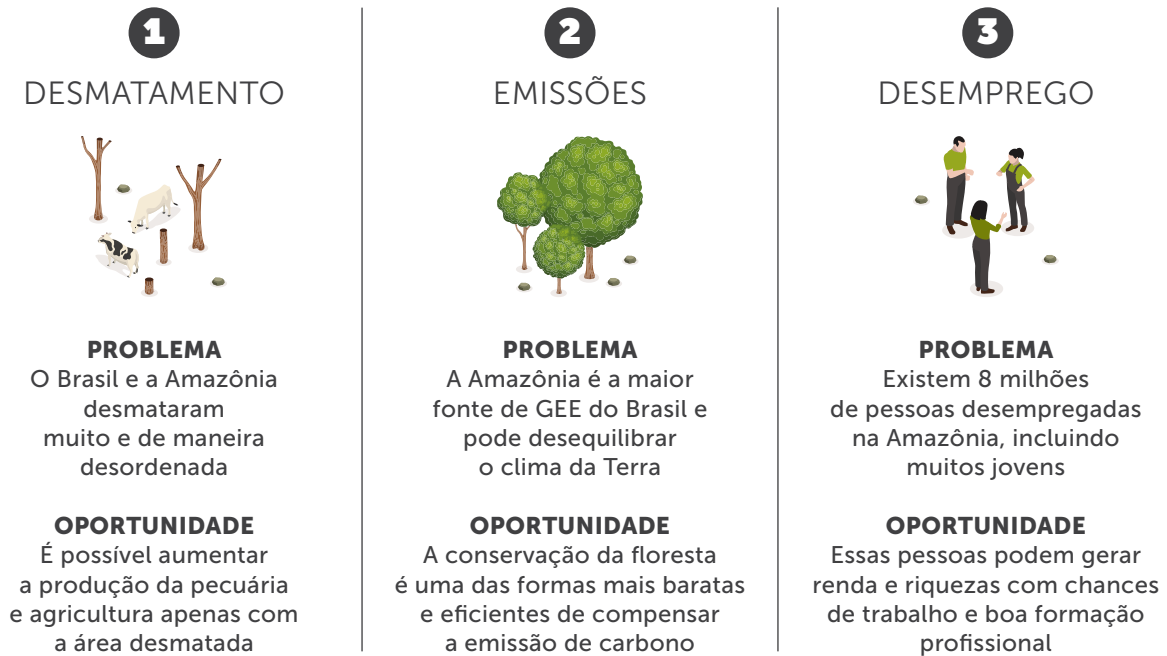 1
DESMATAMENTO
PROBLEMA
O Brasil e a Amazônia
desmataram
muito e de maneira
desordenada
OPORTUNIDADE
É possível aumentar
a produção da pecuária
e agricultura apenas com
a área desmatada
2
EMISSÕES
PROBLEMA
A Amazônia é a maior
fonte de GEE do Brasil e
pode desequilibrar
o clima da Terra
OPORTUNIDADE
A conservação da floresta
é uma das formas mais baratas
e eficientes de compensar
a emissão de carbono
3
DESEMPREGO
PROBLEMA
Existem 8 milhões
de pessoas desempregadas
na Amazônia, incluindo
muitos jovens
OPORTUNIDADE
Essas pessoas podem gerar
renda e riquezas com chances
de trabalho e boa formação
profissional